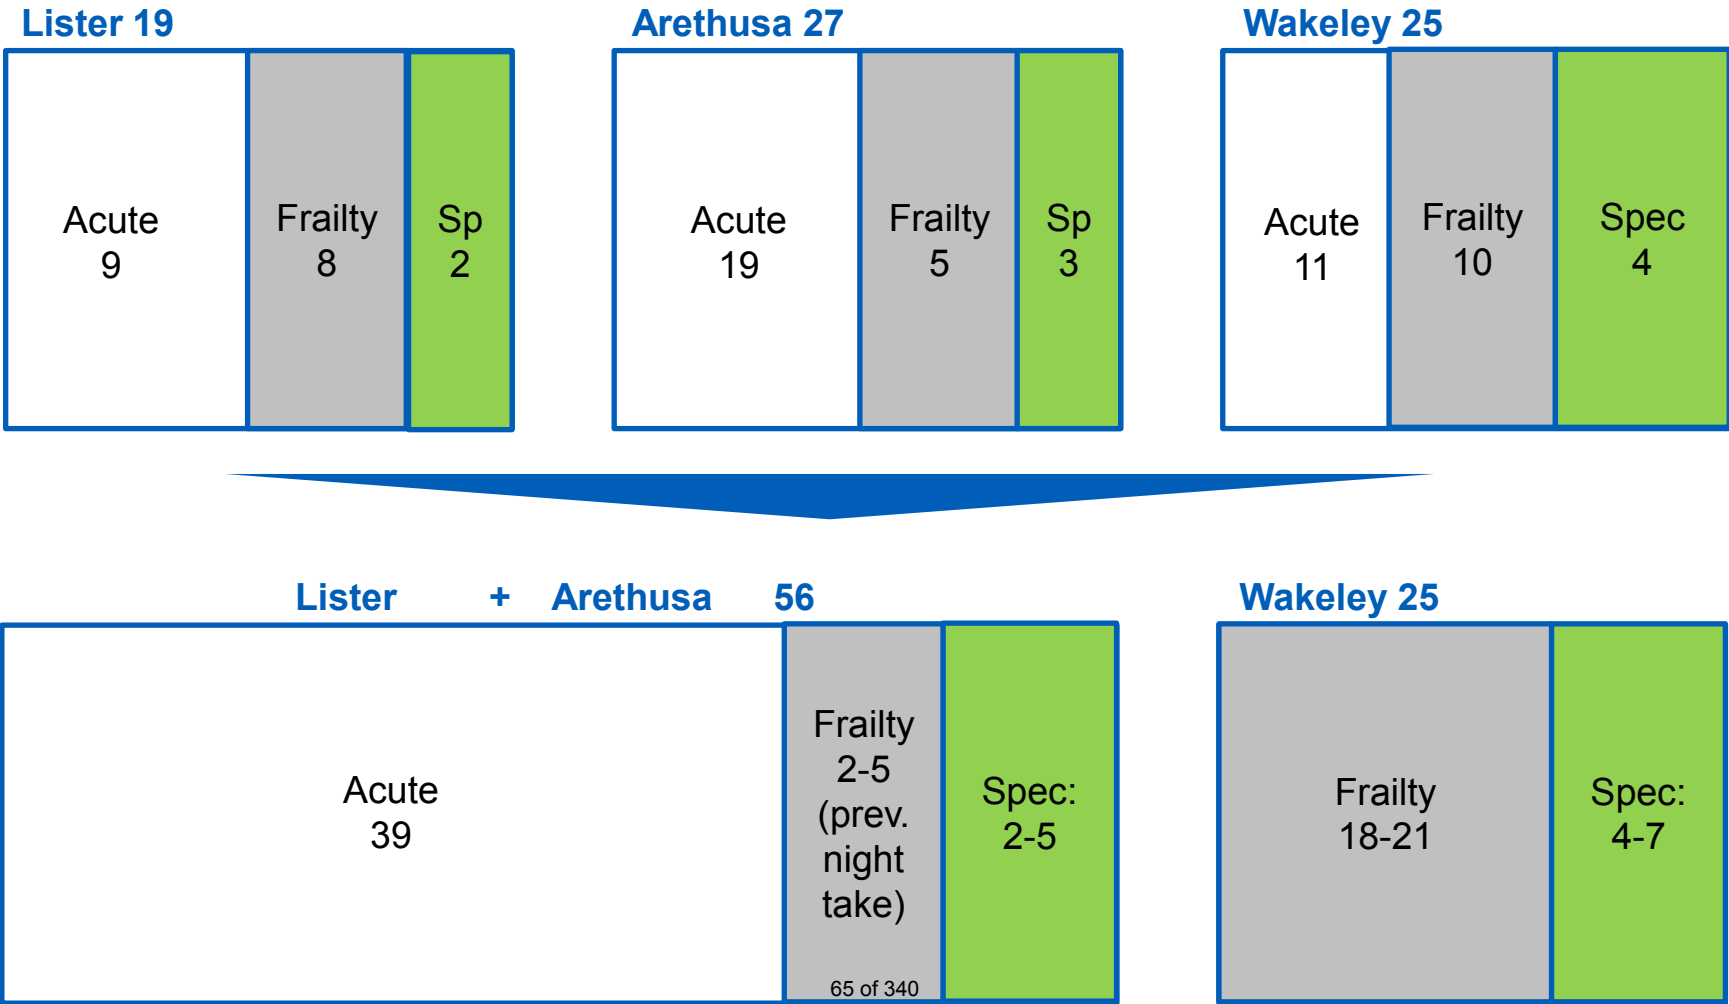 Lister 19
Arethusa 27
Wakeley 25
Acute
9
Frailty
8
Sp
2
Acute
19
Frailty
5
Sp
3
Acute
11
Frailty
10
Spec
4
Lister + Arethusa 56
Wakeley 25
Acute
39
Frailty
2-5
(prev.
night
take)
Spec:
2-5
Frailty
18-21
Spec:
4-7
65 of 340